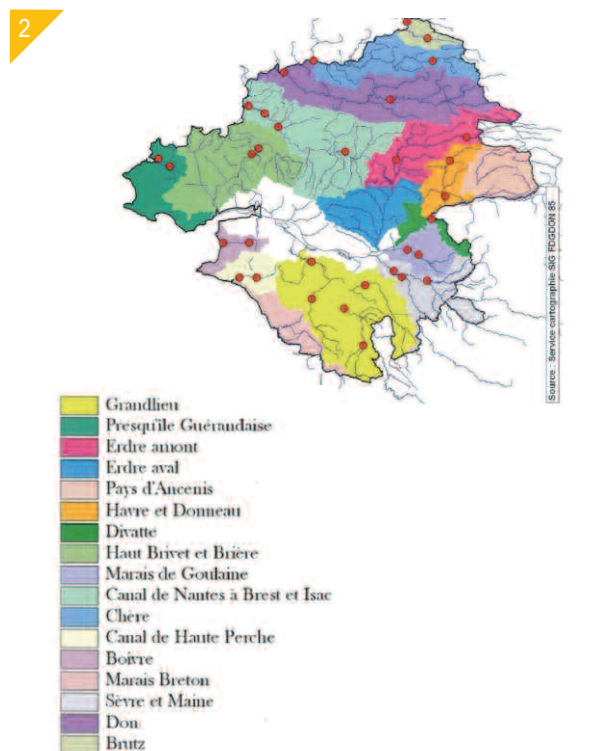 2
Source : Service cartographie SIG FDGDON 85
Grandlieu
Presqu'île Guérandaise
Erdre amont
Erdre aval
Pays d'Ancenis
Havre et Donneau
Divatte
Haut Brivet et Brière
Marais de Goulaine
Canal de Nantes à Brest et Isac
Chère
Canal de Haute Perche
Boivre
Marais Breton
Sèvre et Maine
Don
Brutz